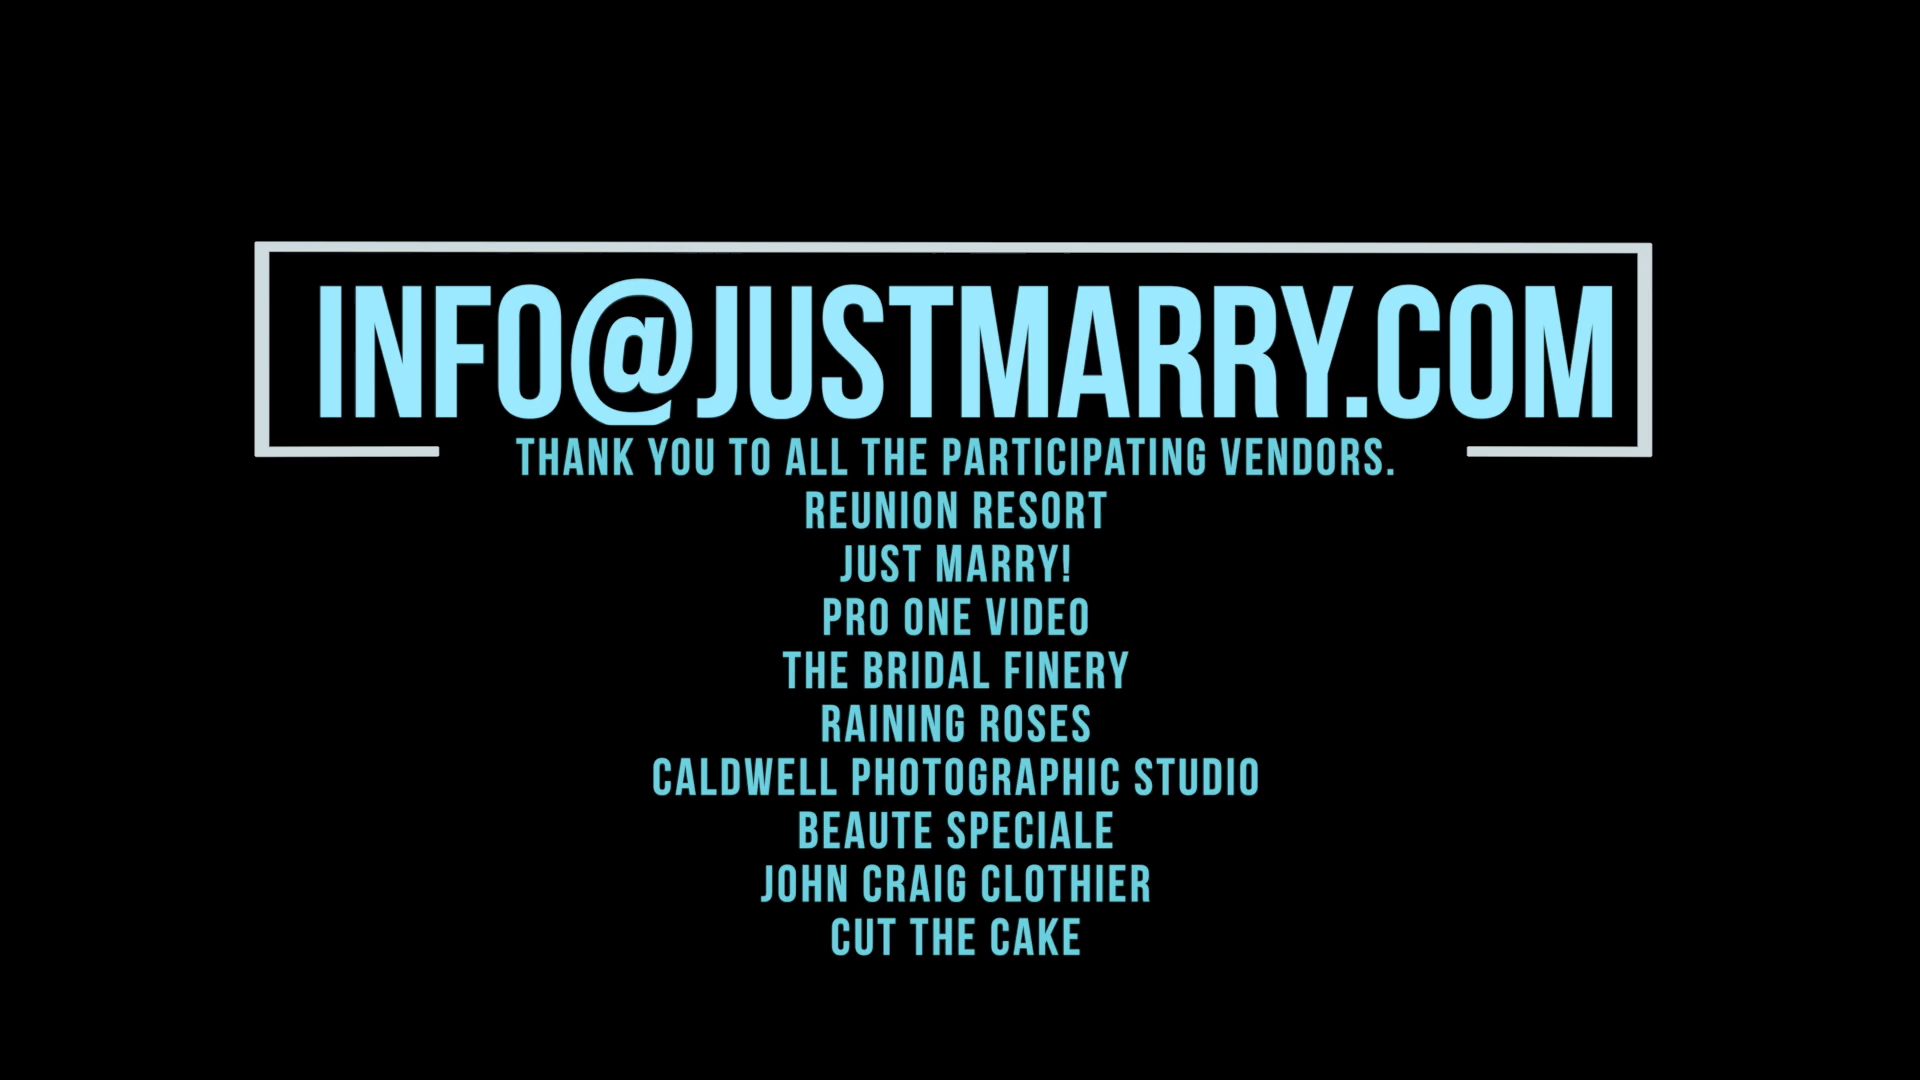 INFO@JUSTMARRY.COM
THANK YOU TO ALL THE PARTICIPATING VENDORS.
REUNION RESORT
JUST MARRY!
PRO ONE VIDEO
THE BRIDAL FINERY
RAINING ROSES
CALDWELL PHOTOGRAPHIC STUDIO
BEAUTE SPECIALE
JOHN CRAIG CLOTHIER
CUT THE CAKE